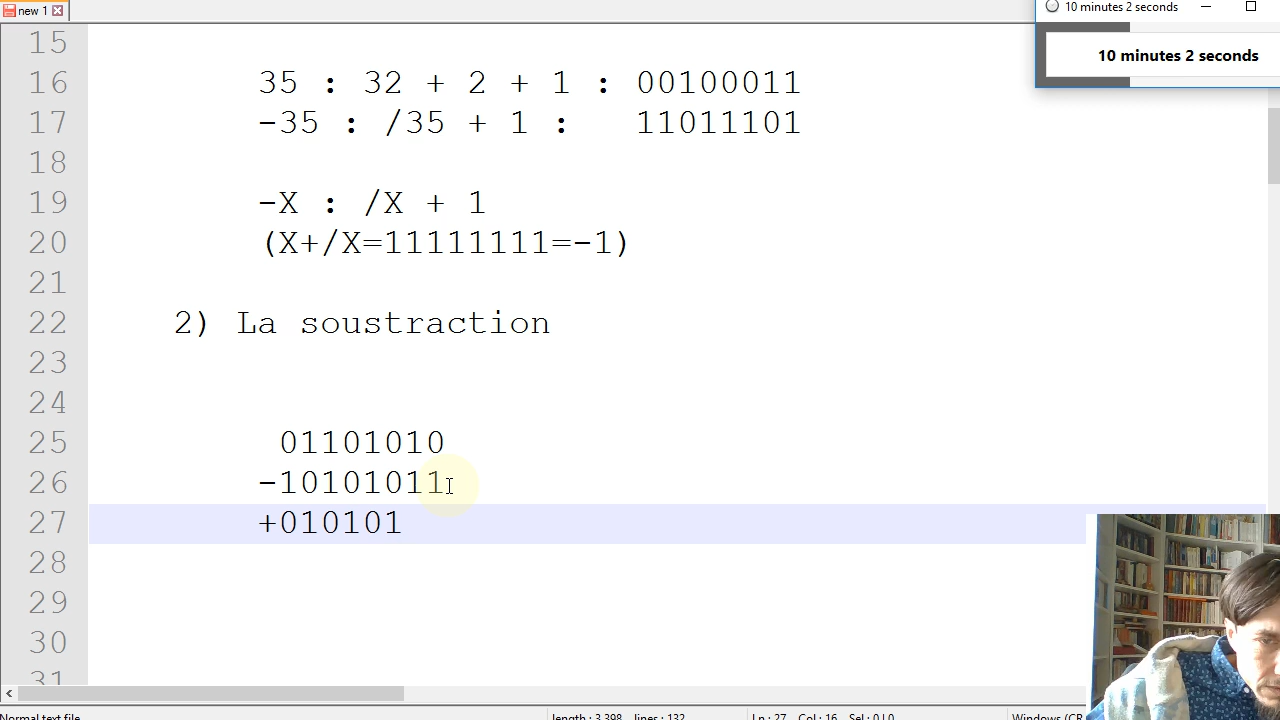 new 1
10 minutes 2 seconds
10 minutes 2 seconds
15
16 35 : 32 + 2 + 1 : 00100011
17 -35 : /35 + 1 : 11011101
18
19 -X : /X + 1
20 (X+/X=11111111=-1)
21
22 2) La soustraction
23
24
25 01101010
26 -10101011
27 +010101
28
29
30
31
Normal text file length : 3 398 lines : 132 Ln : 27 Col : 16 Sel : 0 | 0 Windows (CR